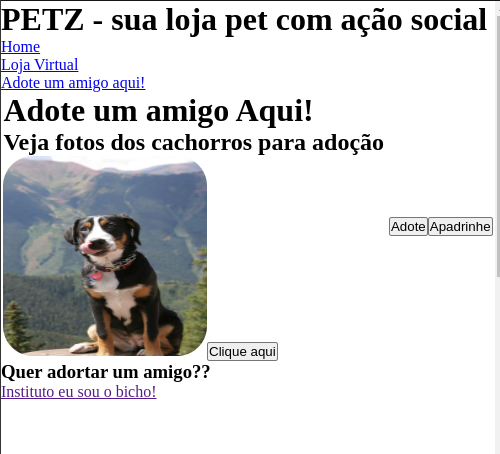 PETZ - sua loja pet com ação social
Home
Loja Virtual
Adote um amigo aqui!
Adote um amigo Aqui!
Veja fotos dos cachorros para adoção
Adote Apadrinhe
Clique aqui
Quer adortar um amigo??
Instituto eu sou o bicho!